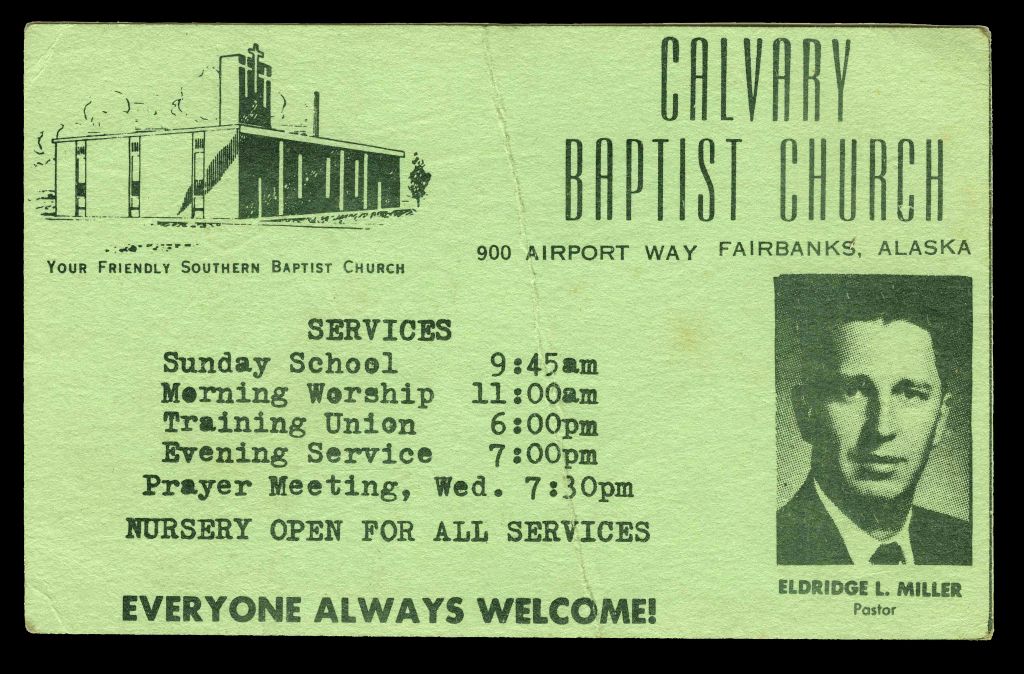 CALVARY
BAPTIST CHURCH
900 AIRPORT WAY FAIRBANKS, ALASKA
YOUR FRIENDLY SOUTHERN BAPTIST CHURCH
SERVICES
Sunday School 9:45am
Morning Worship 11:00am
Training Union 6:00pm
Evening Service 7:00pm
Prayer Meeting, Wed. 7:30pm
NURSERY OPEN FOR ALL SERVICES
EVERYONE ALWAYS WELCOME!
ELDRIDGE L. MILLER
Pastor